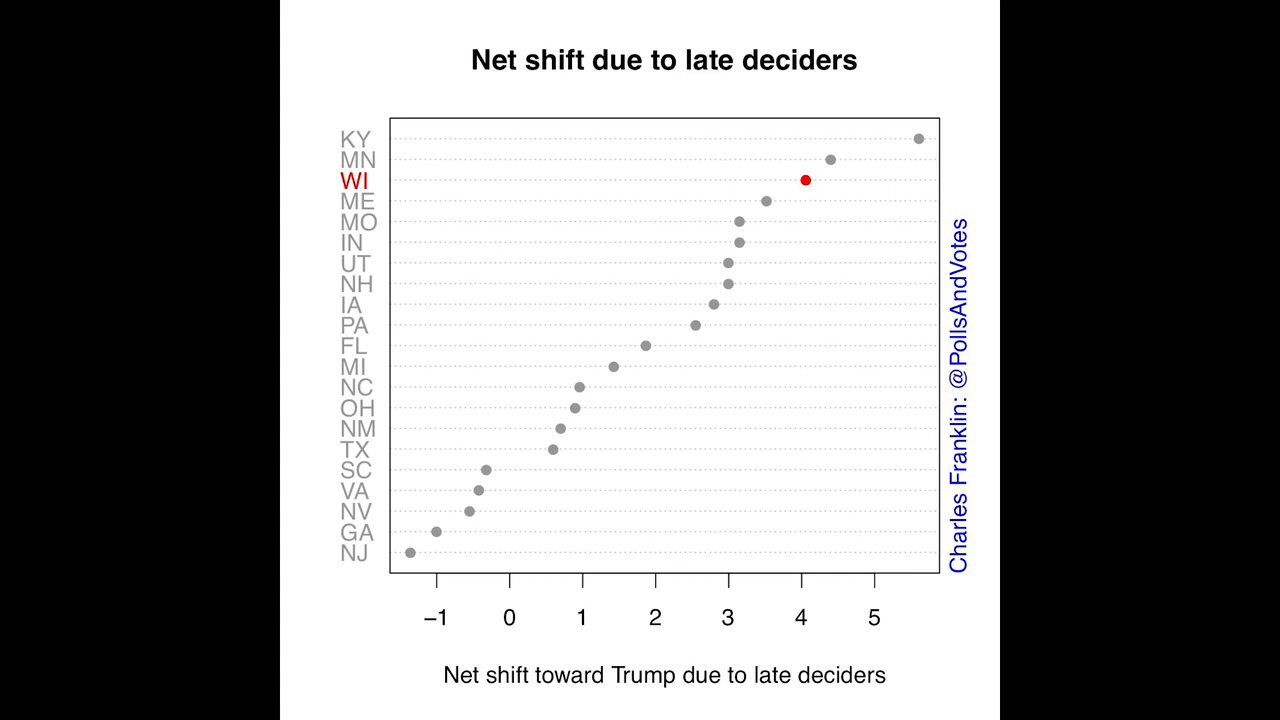 Net shift due to late deciders
KY
MN
WI
ME
MO
IN
UT
NH
IA
PA
FL
MI
NC
OH
NM
TX
SC
VA
NV
GA
NJ
−1 0 1 2 3 4 5
Net shift toward Trump due to late deciders
Charles Franklin: @PollsAndVotes